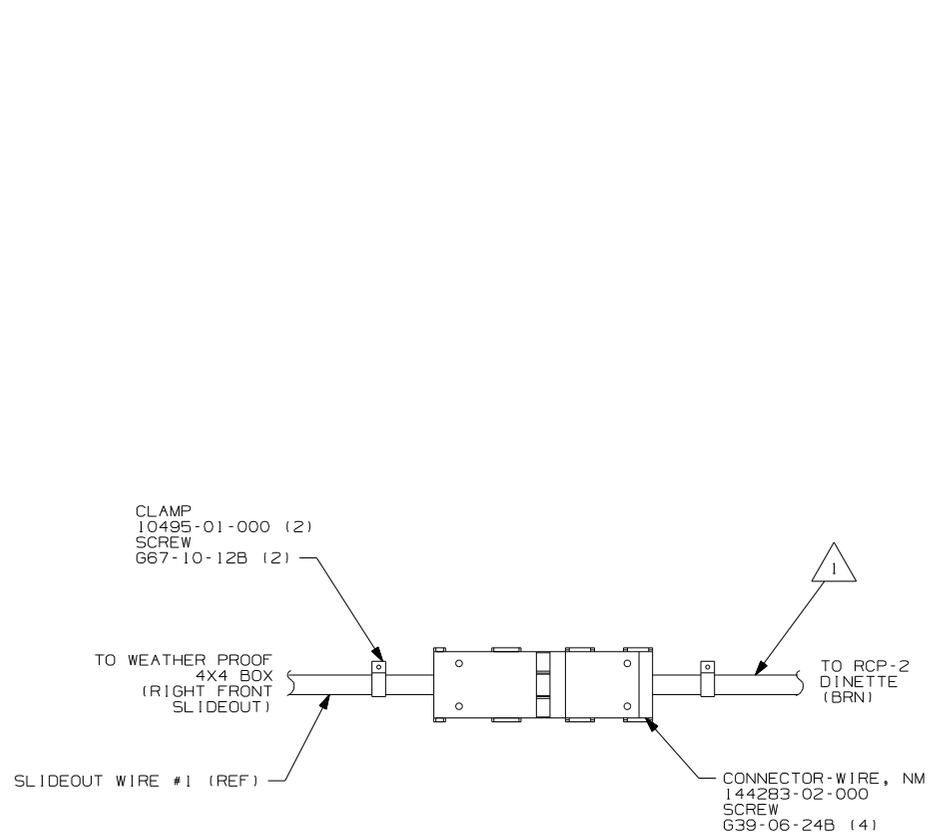 CLAMP
10495-01-000 (2)
SCREW
G67-10-12B (2)
1
TO WEATHER PROOF
4X4 BOX
(RIGHT FRONT
SLIDEOUT)
TO RCP-2
DINETTE
(BRN)
SLIDEOUT WIRE #1 (REF)
CONNECTOR-WIRE, NM
144283-02-000
SCREW
G39-06-24B (4)